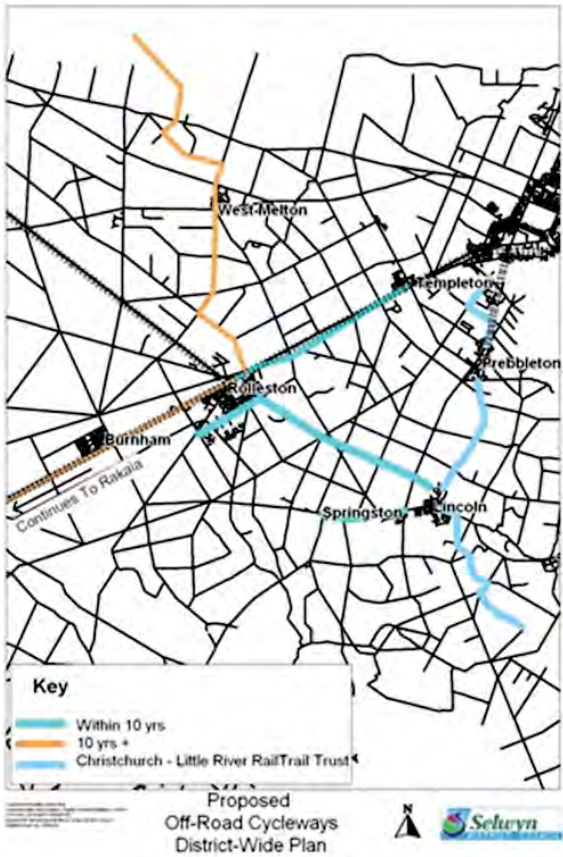 West Melton
Templeton
Prebbleton
Rolleston
Burnham
Continues To Rakaia
Springston
Lincoln
Key
Within 10 yrs
10 yrs +
Christchurch - Little River RailTrail Trust
Proposed
Off-Road Cycleways
District-Wide Plan
N
Selwyn